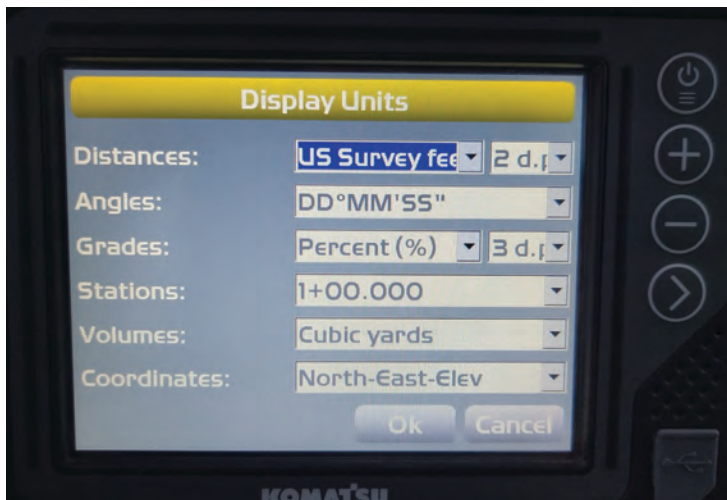 Display Units
Distances: US Survey fee 2 d.p
Angles: DD°MM'SS"
Grades: Percent (%) 3 d.p
Stations: 1+00.000
Volumes: Cubic yards
Coordinates: North-East-Elev
Ok Cancel
KOMATSU